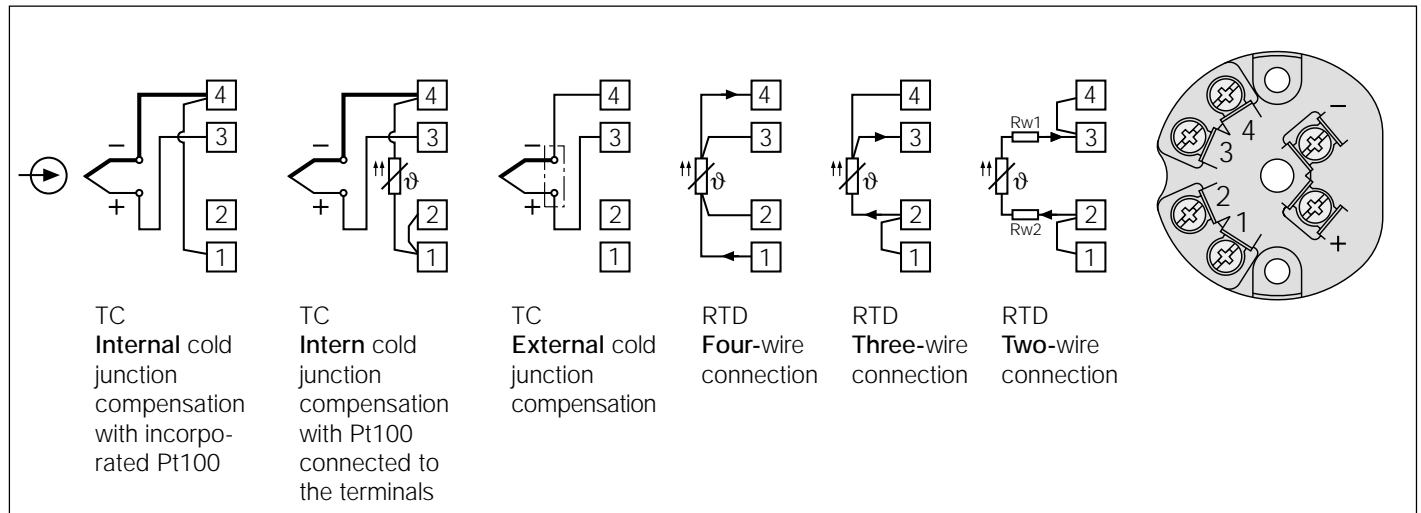 4
3
2
1
−
+
TC
Internal cold
junction
compensation
with incorpo-
rated Pt100
4
3
2
1
−
+
ϑ
TC
Intern cold
junction
compensation
with Pt100
connected to
the terminals
4
3
2
1
−
+
TC
External cold
junction
compensation
4
3
2
1
ϑ
RTD
Four-wire
connection
4
3
2
1
ϑ
RTD
Three-wire
connection
4
3
2
1
Rw1
ϑ
Rw2
RTD
Two-wire
connection
4
3
2
1
−
+